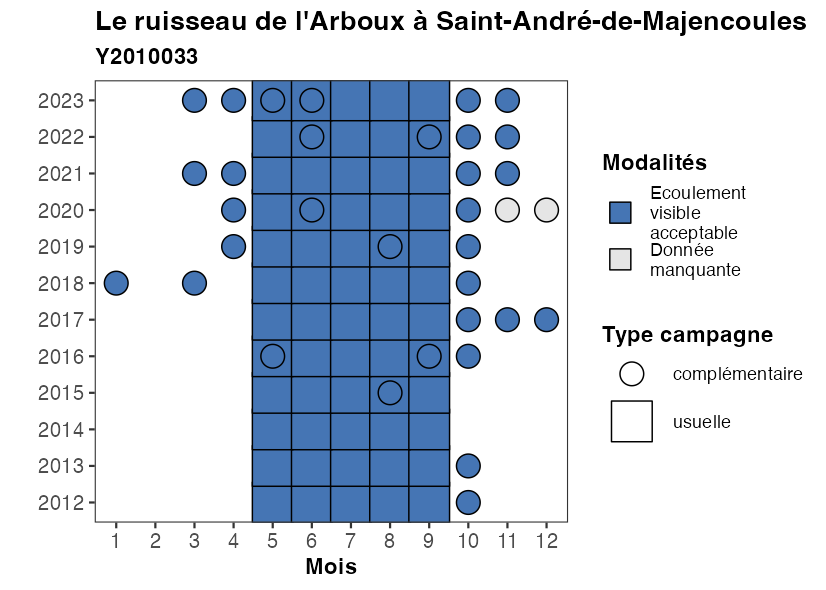 Le ruisseau de l'Arboux à Saint-André-de-Majencoules
Y2010033
2023
2022
2021
2020
2019
2018
2017
2016
2015
2014
2013
2012
1 2 3 4 5 6 7 8 9 10 11 12
Mois
Modalités
Ecoulement
visible
acceptable
Donnée
manquante
Type campagne
complémentaire
usuelle